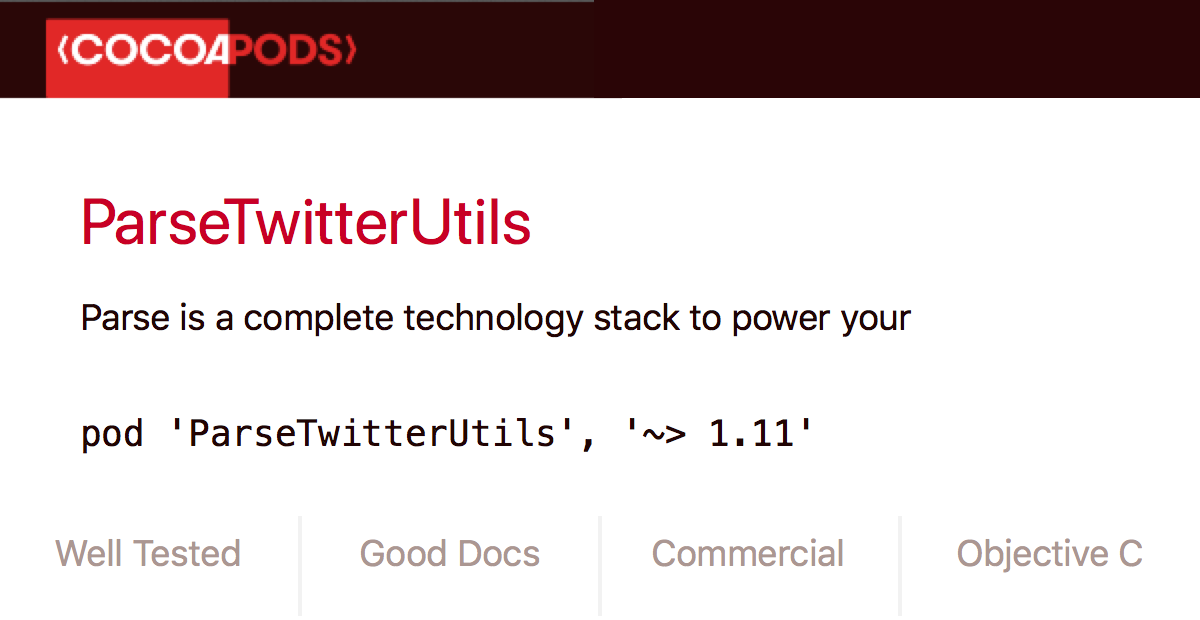 ⟨COCOAPODS⟩
ParseTwitterUtils
Parse is a complete technology stack to power your
pod 'ParseTwitterUtils', '~> 1.11'
Well Tested
Good Docs
Commercial
Objective C